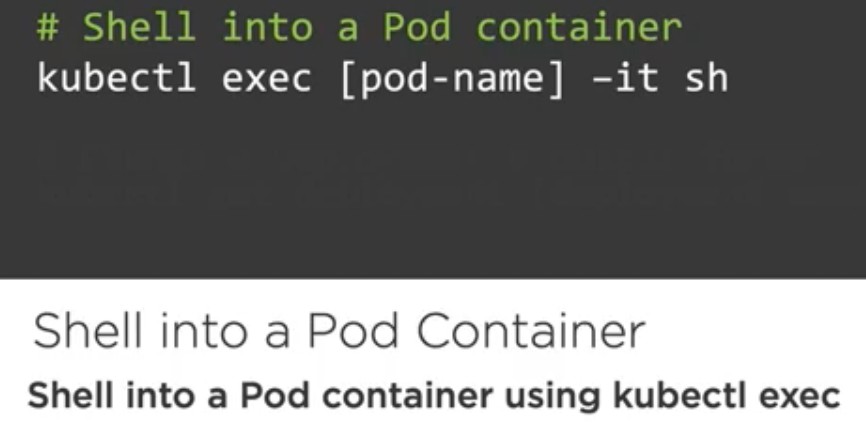 # Shell into a Pod container
kubectl exec [pod-name] –it sh
Shell into a Pod Container
Shell into a Pod container using kubectl exec